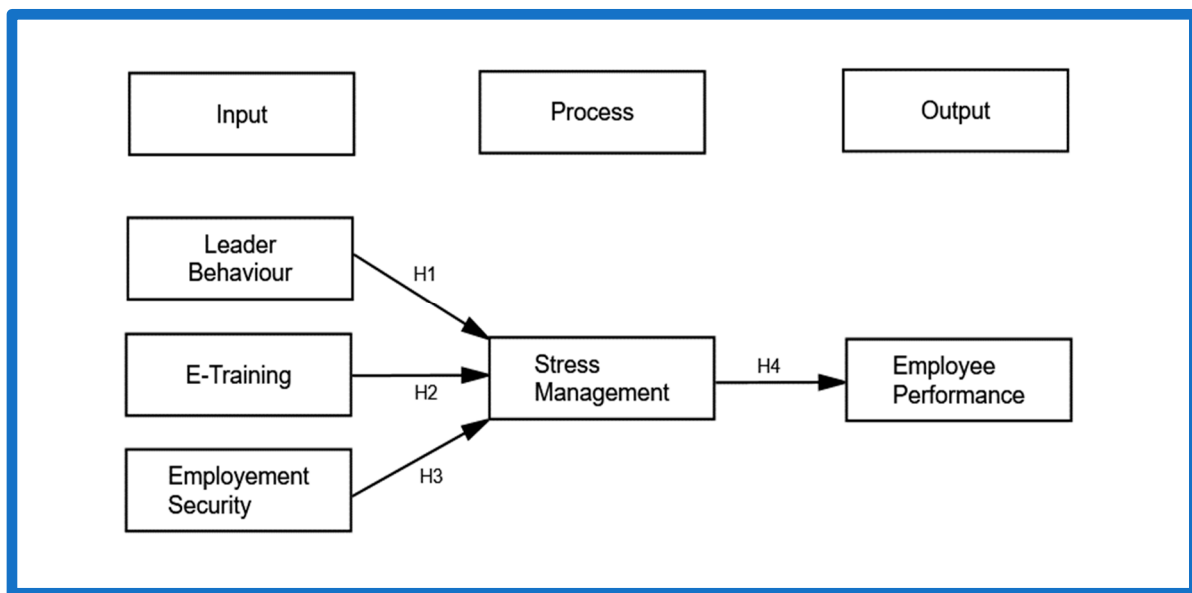 Input
Process
Output
Leader
Behaviour
H1
E-Training
H2
Employement
Security
H3
Stress
Management
H4
Employee
Performance